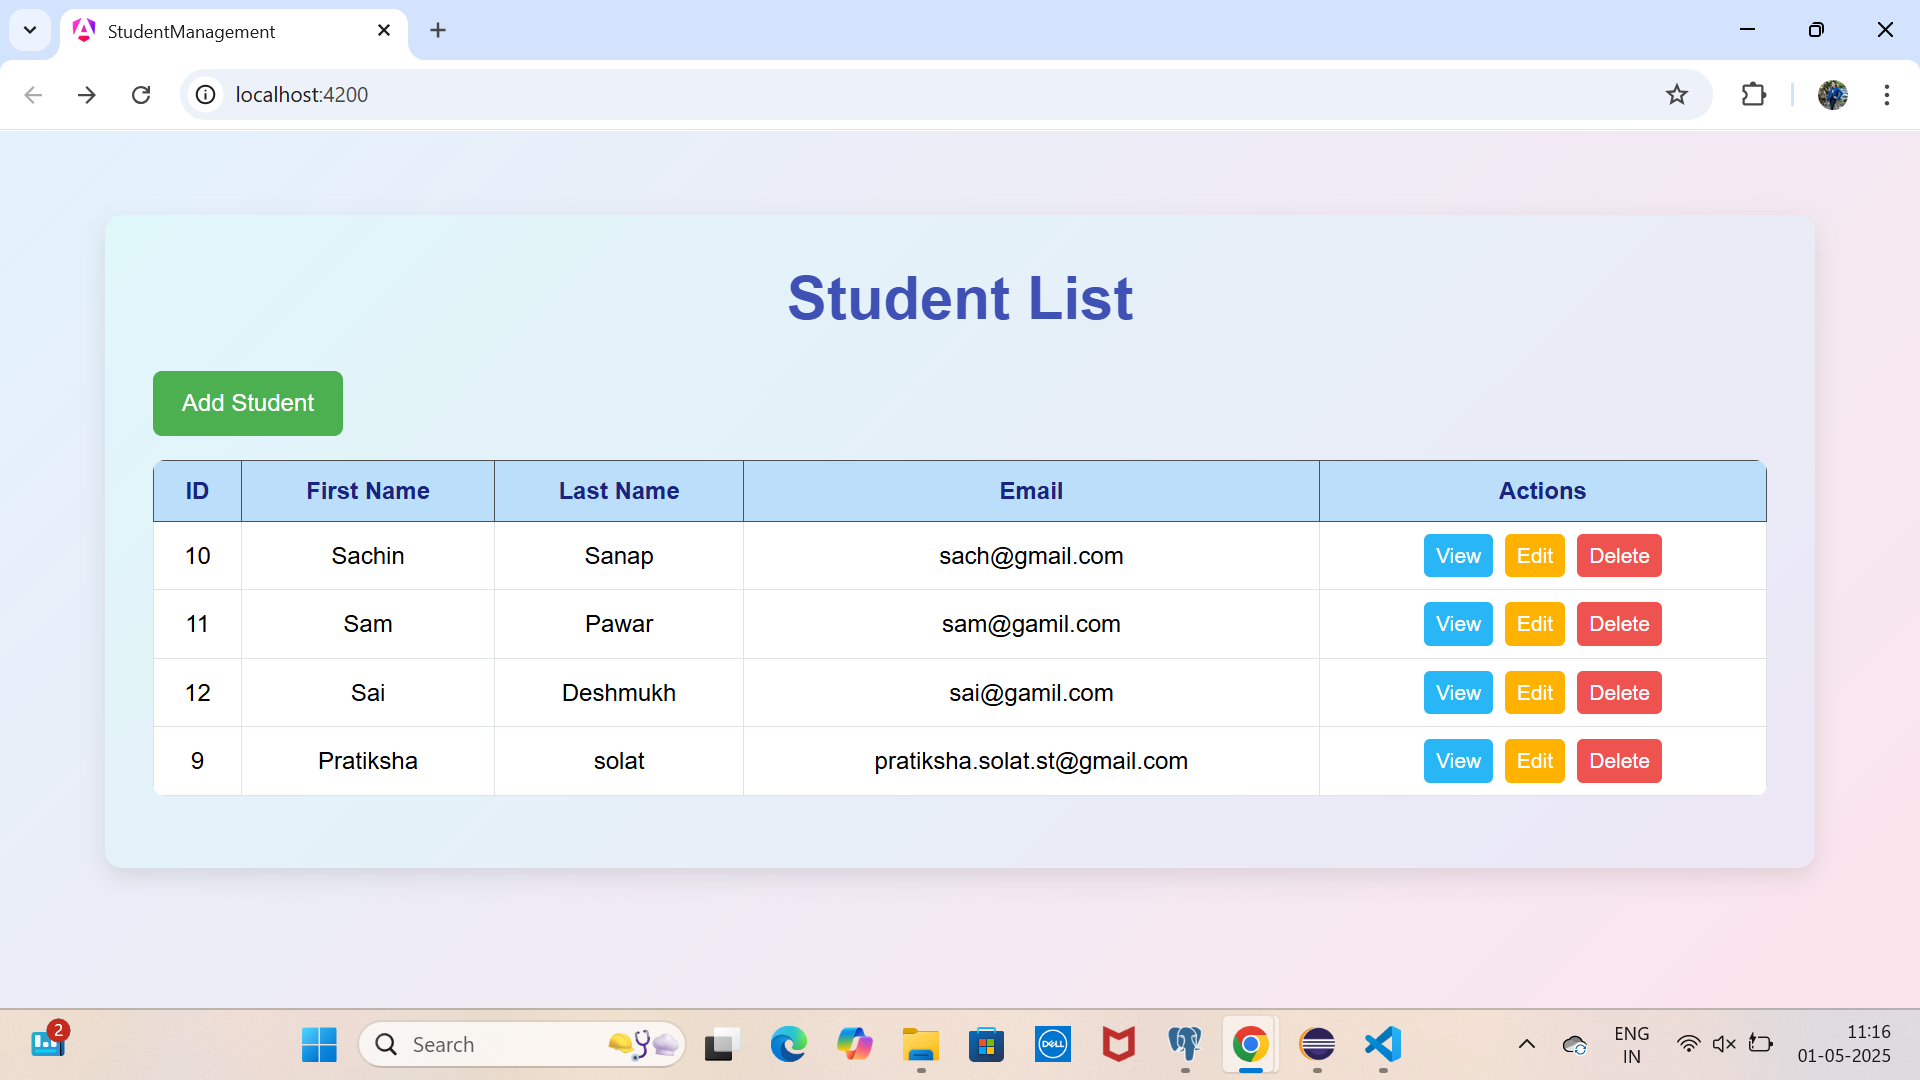 StudentManagement
localhost:4200
Student List
Add Student
ID First Name Last Name Email Actions
10 Sachin Sanap sach@gmail.com View Edit Delete
11 Sam Pawar sam@gamil.com View Edit Delete
12 Sai Deshmukh sai@gamil.com View Edit Delete
9 Pratiksha solat pratiksha.solat.st@gmail.com View Edit Delete
2
Search
DELL
ENG
IN
11:16
01-05-2025